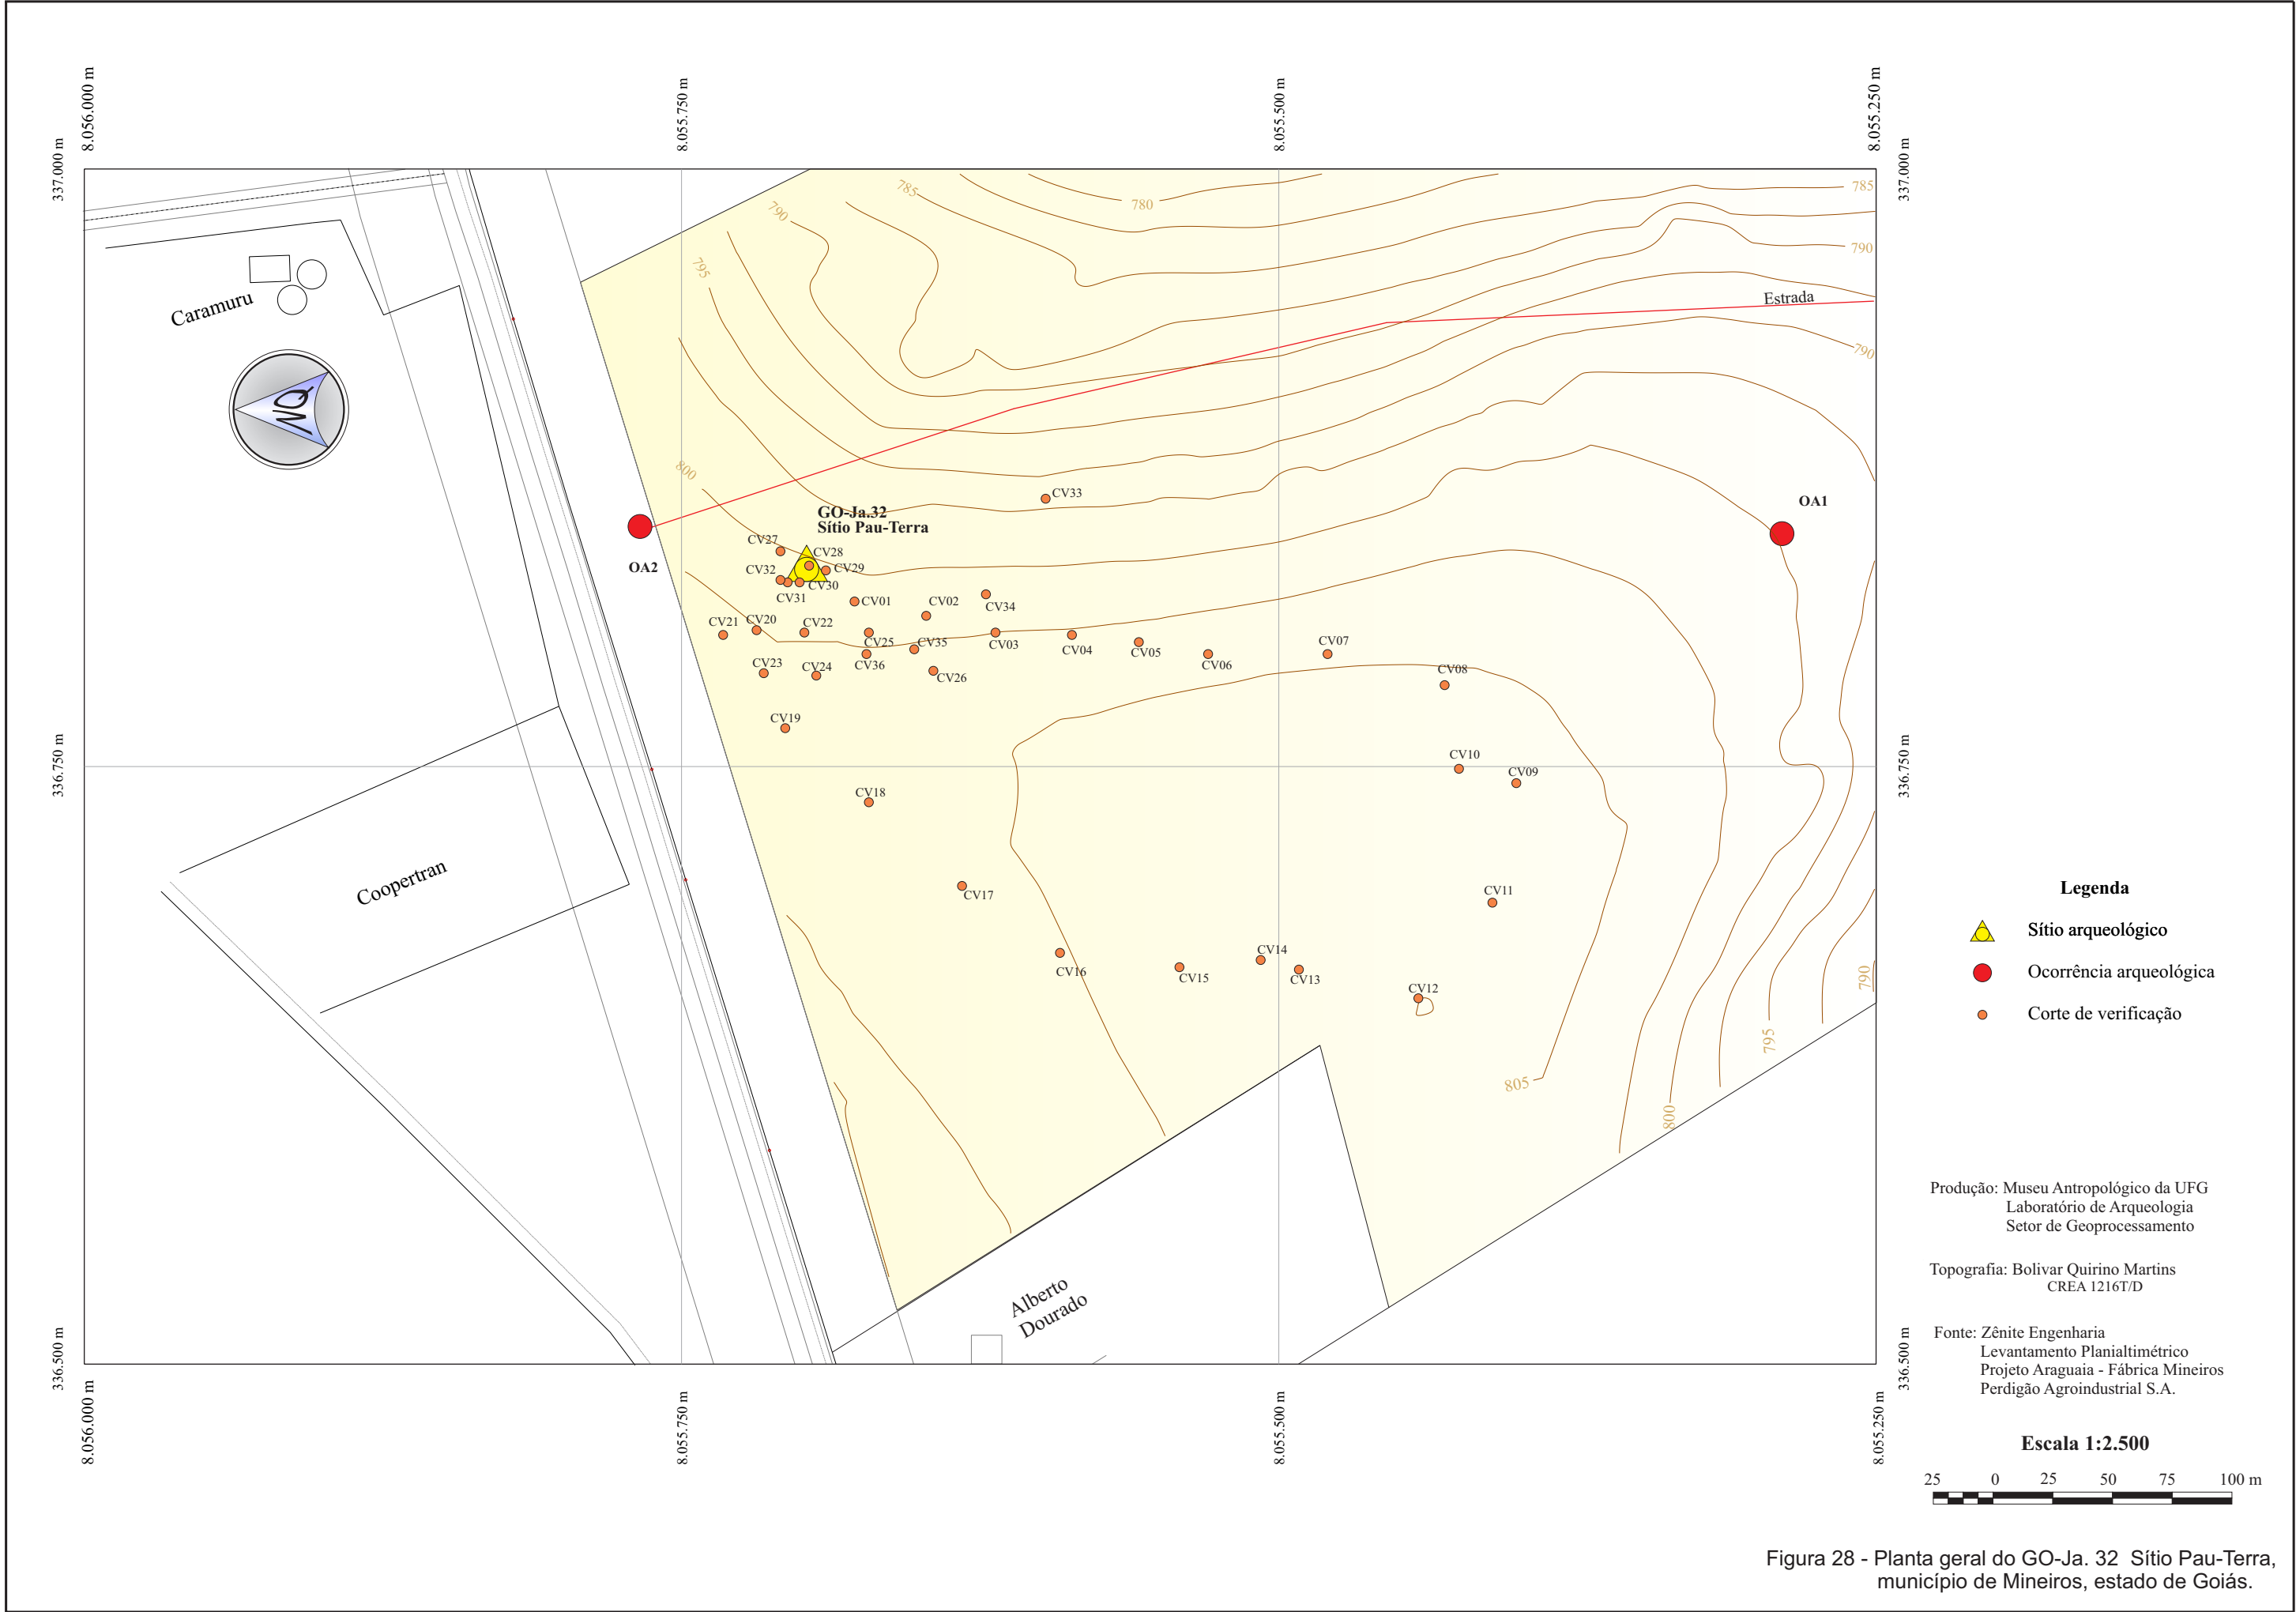 8.056.000 m
8.055.750 m
8.055.500 m
8.055.250 m
337.000 m
337.000 m
785
780
785
790
790
795
Estrada
Caramuru
NQ
790
800
CV33
OA1
GO-Ja.32
Sítio Pau-Terra
CV27
CV28
OA2
CV32
CV29
CV30
CV31
CV01
CV02
CV34
CV21
CV20
CV22
CV25
CV35
CV03
CV04
CV05
CV06
CV07
CV23
CV24
CV36
CV26
CV08
CV19
336.750 m
336.750 m
CV10
CV09
CV18
Coopertran
CV17
CV11
Legenda
Sítio arqueológico
Ocorrência arqueológica
Corte de verificação
CV16
CV15
CV14
CV13
CV12
790
795
805
800
Produção: Museu Antropológico da UFG
Laboratório de Arqueologia
Setor de Geoprocessamento
Topografia: Bolivar Quirino Martins
CREA 1216T/D
Alberto
Dourado
Fonte: Zênite Engenharia
Levantamento Planialtimétrico
Projeto Araguaia - Fábrica Mineiros
Perdigão Agroindustrial S.A.
336.500 m
336.500 m
8.056.000 m
8.055.750 m
8.055.500 m
8.055.250 m
Escala 1:2.500
25 0 25 50 75 100 m
Figura 28 - Planta geral do GO-Ja. 32 Sítio Pau-Terra,
município de Mineiros, estado de Goiás.